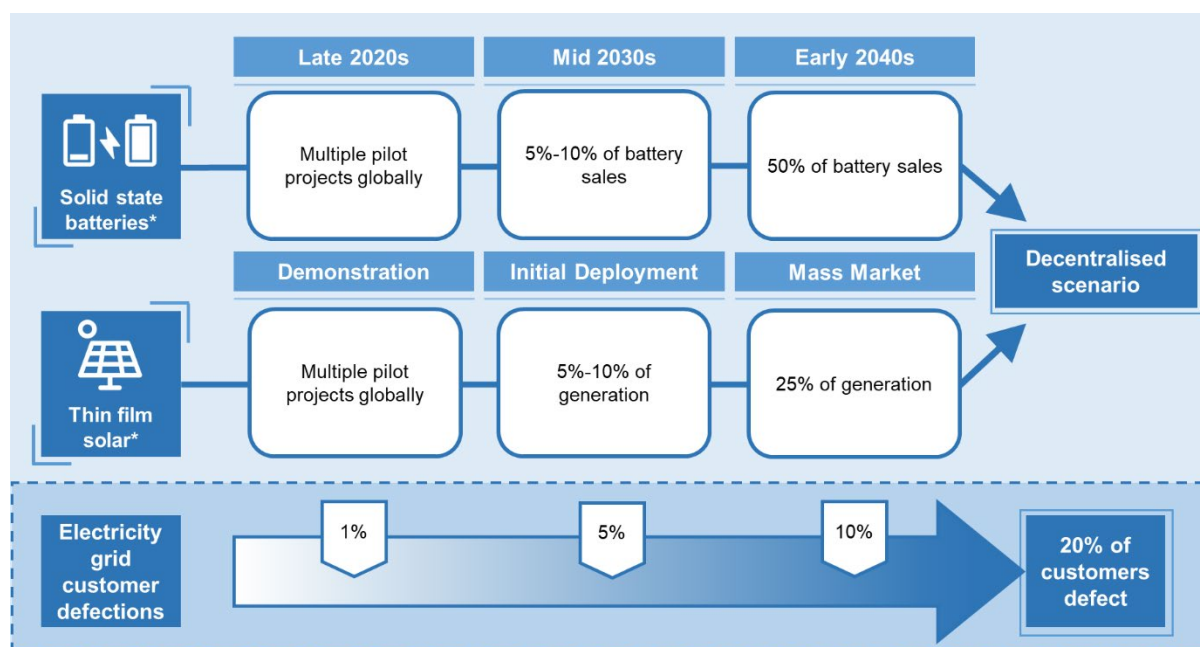 Late 2020s
Mid 2030s
Early 2040s
Solid state
batteries*
Multiple pilot
projects globally
5%-10% of battery
sales
50% of battery sales
Decentralised
scenario
Demonstration
Initial Deployment
Mass Market
Thin film
solar*
Multiple pilot
projects globally
5%-10% of
generation
25% of generation
Electricity
grid
customer
defections
1%
5%
10%
20% of
customers
defect